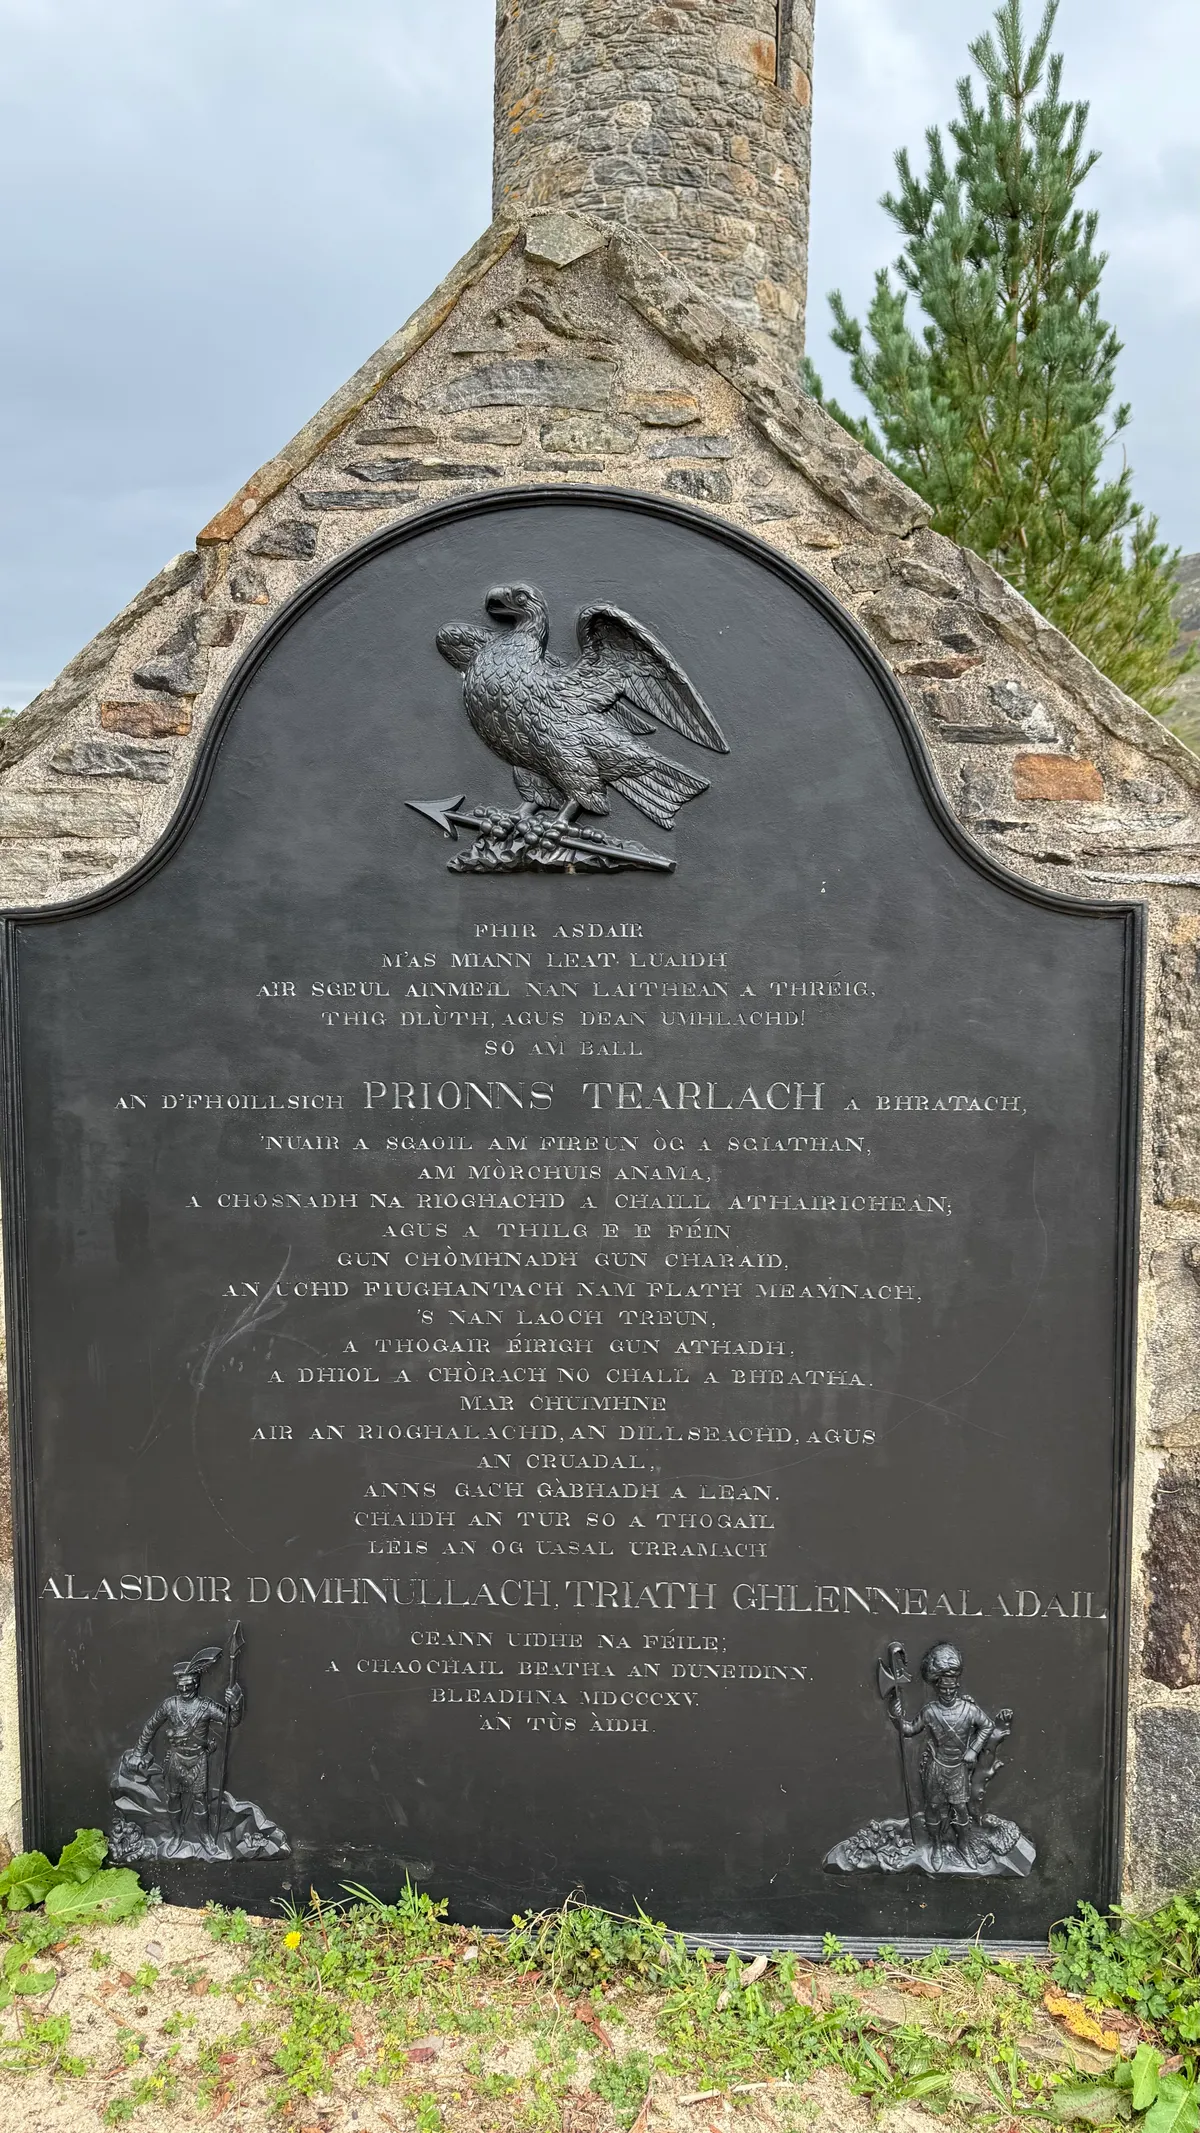 FHIR ASDAIR
M'AS MIANN LEAT LUAIDH
AIR SGEUL AINMEIL NAN LAITHEAN A THRÉIG,
THIG DLÙTH, AGUS DEAN UMHLACHD!
SO AM BALL
AN D'FHOILLSICH PRIONNS TEARLACH A BHRATACH,
'NUAIR A SGAOIL AM FIREUN ÒG A SGIATHAN,
AM MÒRCHUIS ANAMA,
A CHOSNADH NA RIOGHACHD A CHAILL ATHAIRICHEAN;
AGUS A THILG E E FÉIN
GUN CHÒMHNADH GUN CHARAID,
AN UCHD FIUGHANTACH NAM FLATH MEAMNACH,
'S NAN LAOCH TREUN,
A THOGAIR ÉIRIGH GUN ATHADH,
A DHIOL A CHÒRACH NO CHALL A BHEATHA.
MAR CHUIMHNE
AIR AN RIOGHALACHD, AN DILLSEACHD, AGUS
AN CRUADAL,
ANNS GACH GÀBHADH A LEAN.
CHAIDH AN TUR SO A THOGAIL
LEIS AN OG UASAL URRAMACH
ALASDOIR DOMHNULLACH, TRIATH GHLENNEALADAIL
CEANN UIDHE NA FÉILE;
A CHAOCHAIL BEATHA AN DUNEIDINN.
BLEADHNA MDCCCXV.
AN TÙS ÀIDH.